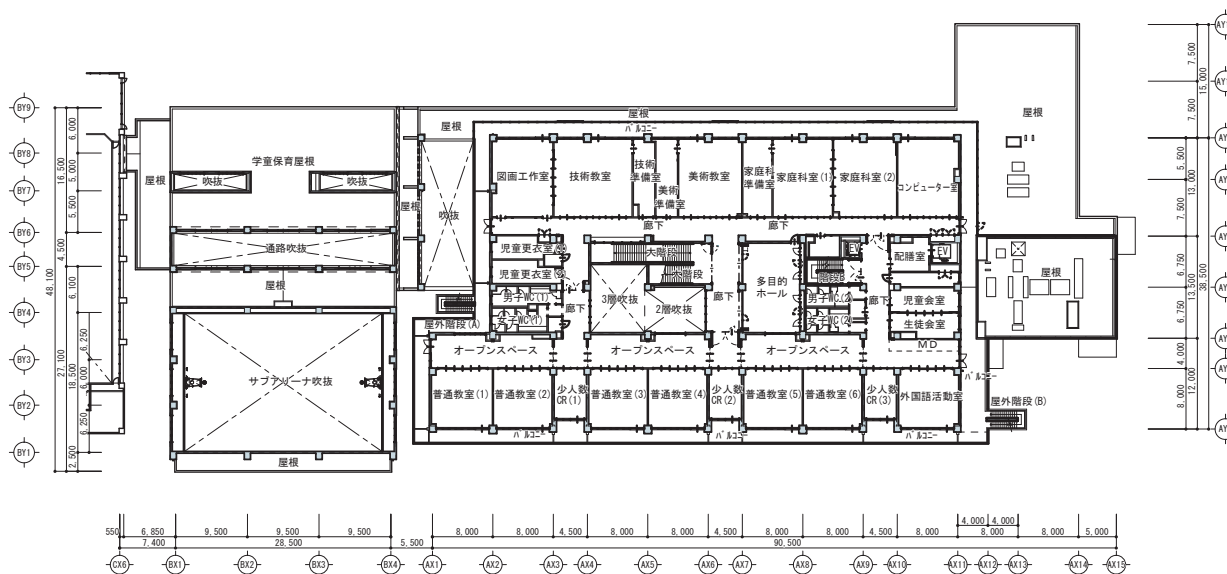 屋根
バルコニー
学童保育屋根
吹抜
吹抜
屋根
屋根
吹抜
屋根
通路吹抜
屋根
サブアリーナ吹抜
屋根
図画工作室
技術教室
技術
準備室
美術
準備室
美術教室
家庭科
準備室
家庭科室(1)
家庭科室(2)
コンピューター室
廊下
廊下
児童更衣室
児童更衣室
男子WC(1)
女子WC(1)
廊下
大階段
3層吹抜
2層吹抜
廊下
多目的
ホール
EV
男子WC(2)
女子WC(2)
廊下
配膳室
EV
児童会室
生徒会室
MD
屋根
屋根
屋外階段(A)
オープンスペース
オープンスペース
オープンスペース
普通教室(1)
普通教室(2)
少人数
CR(1)
普通教室(3)
普通教室(4)
少人数
CR(2)
普通教室(5)
普通教室(6)
少人数
CR(3)
外国語活動室
バルコニー
屋外階段(B)
バルコニー
バルコニー
バルコニー
BY9
BY8
BY7
BY6
BY5
BY4
BY3
BY2
BY1
48,100
16,500
4,500
27,100
6,000
5,000
5,500
6,100
18,500
6,250
6,000
6,250
2,500
7,500
7,500
15,000
5,500
7,500
13,000
6,750
6,750
13,500
38,500
4,000
8,000
12,000
550
6,850
9,500
9,500
9,500
8,000
8,000
4,500
8,000
8,000
4,500
8,000
8,000
4,500
8,000
4,000
4,000
8,000
8,000
5,000
7,400
28,500
5,500
90,500
CX6
BX1
BX2
BX3
BX4
AX1
AX2
AX3
AX4
AX5
AX6
AX7
AX8
AX9
AX10
AX11
AX12
AX13
AX14
AX15